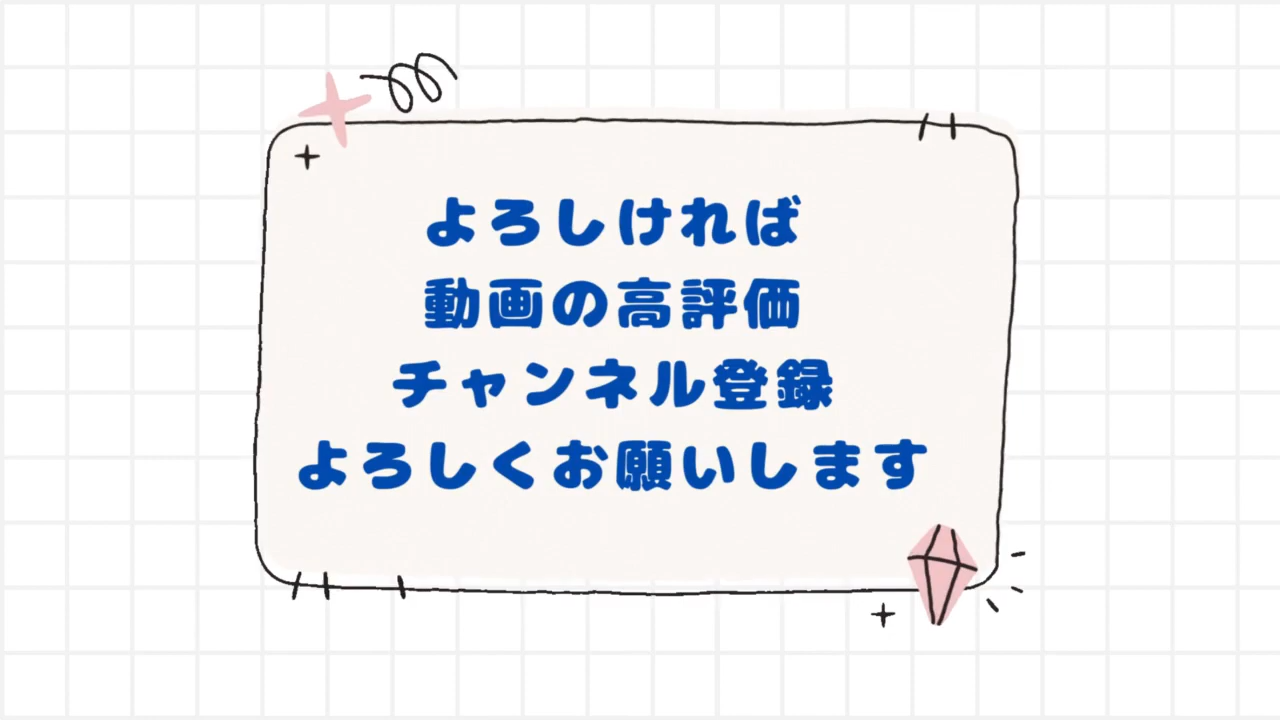 よろしければ
動画の高評価
チャンネル登録
よろしくお願いします